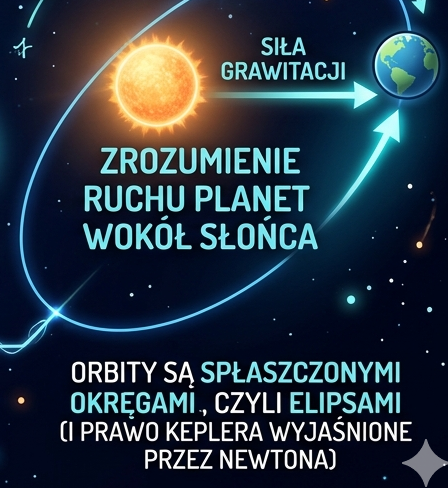 SIŁA
GRAWITACJI
ZROZUMIENIE
RUCHU PLANET
WOKÓŁ SŁOŃCA
ORBITY SĄ SPŁASZCZONYMI
OKRĘGAMI, CZYLI ELIPSAMI
(I PRAWO KEPLERA WYJAŚNIONE
PRZEZ NEWTONA)